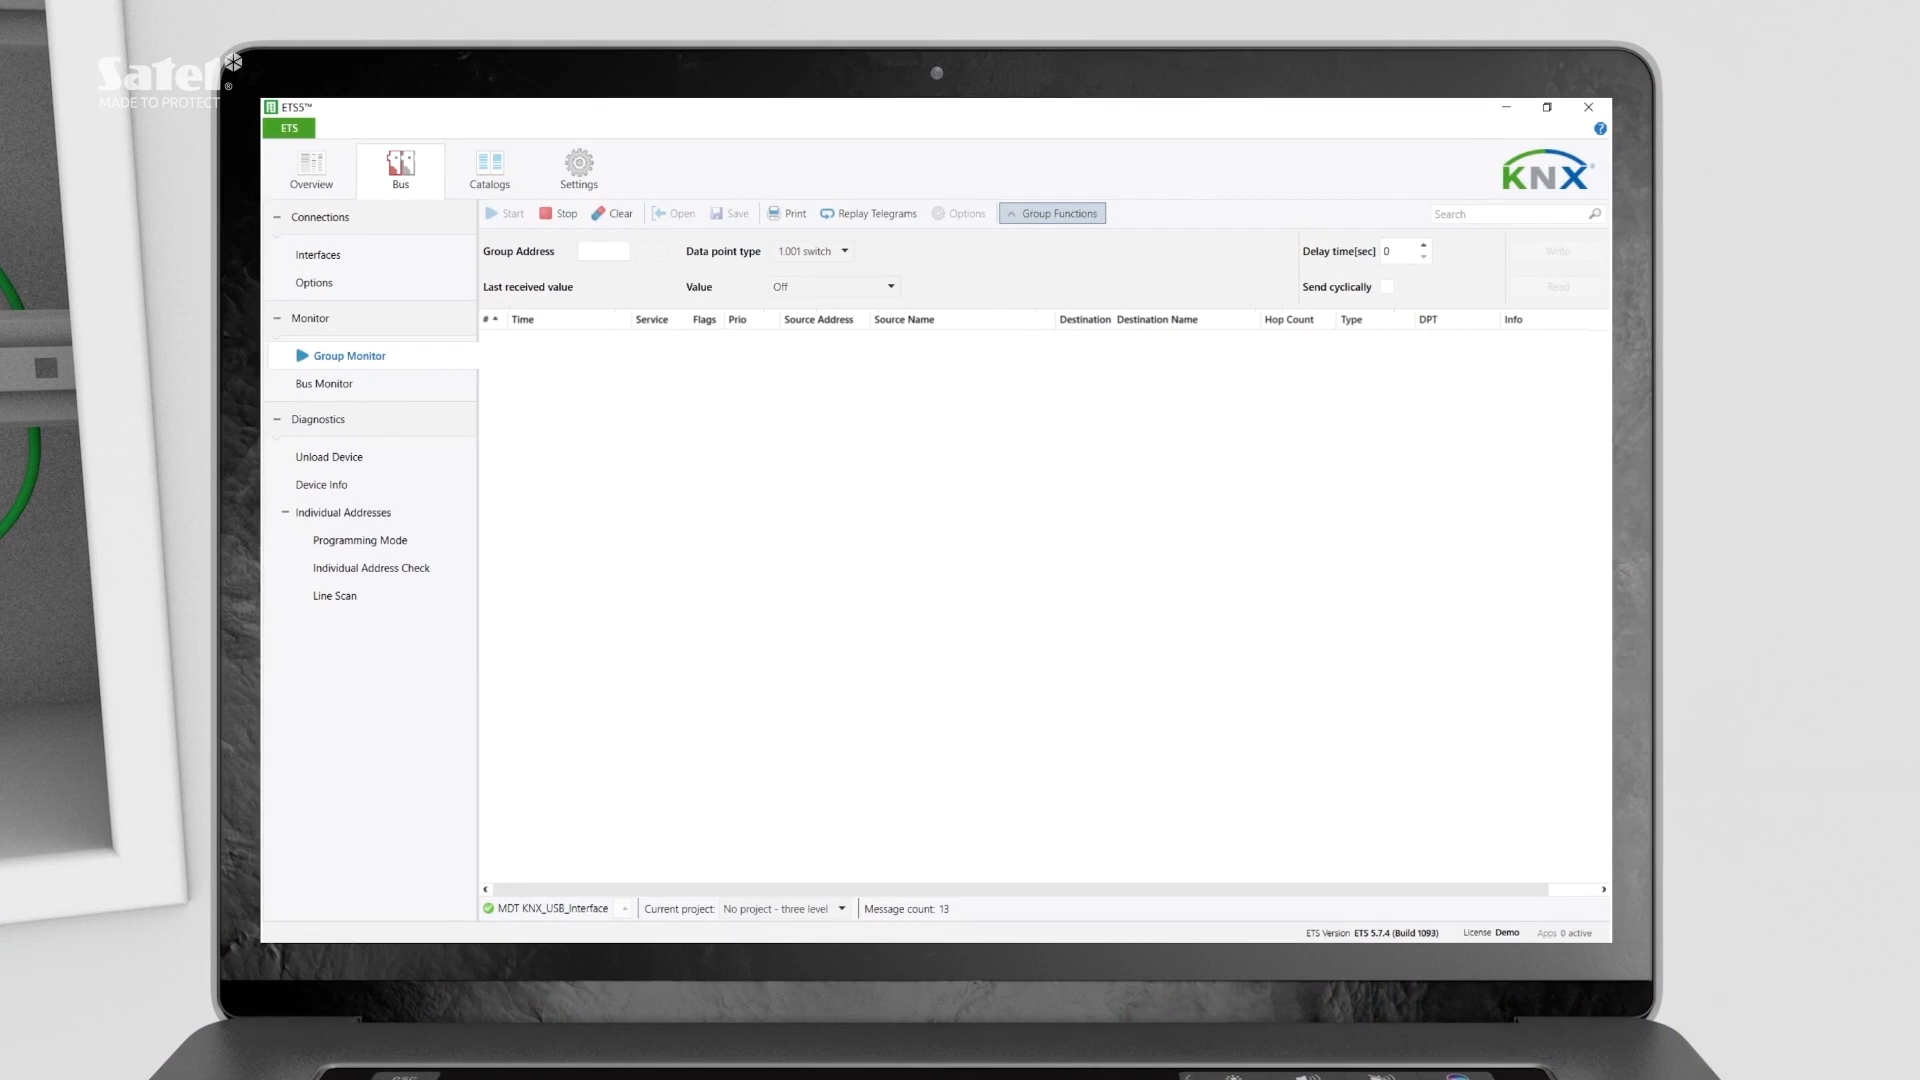 Satel®
MADE TO PROTECT
ETS5™
ETS
Overview
Bus
Catalogs
Settings
KNX
Connections
Interfaces
Options
Monitor
Group Monitor
Bus Monitor
Diagnostics
Unload Device
Device Info
Individual Addresses
Programming Mode
Individual Address Check
Line Scan
Start Stop Clear Open Save Print Replay Telegrams Options Group Functions Search
Group Address Data point type 1.001 switch Delay time[sec] 0 Write
Last received value Value Off Send cyclically Read
# Time Service Flags Prio Source Address Source Name Destination Destination Name Hop Count Type DPT Info
MDT KNX_USB_Interface Current project: No project - three level Message count: 13
ETS Version ETS 5.7.4 (Build 1093) License Demo Apps 0 active